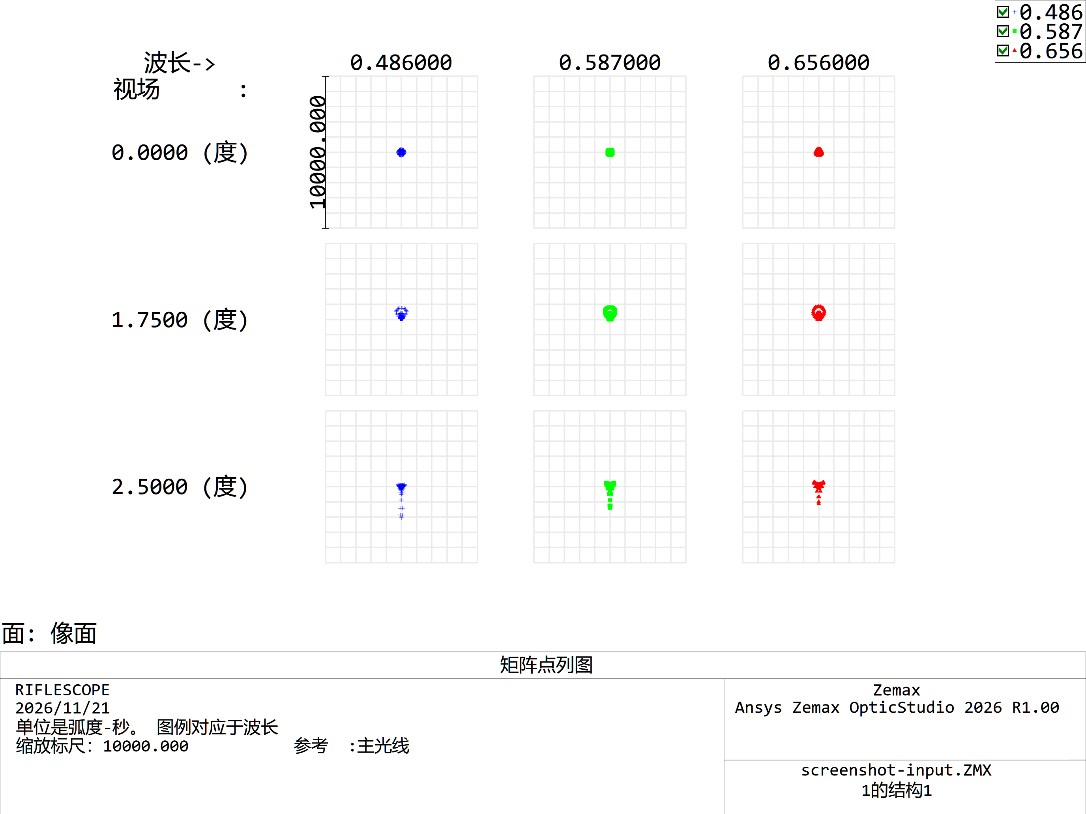 0.486
0.587
0.656
波长-> 0.486000 0.587000 0.656000
视场 :
10000.000
0.0000 (度)
1.7500 (度)
2.5000 (度)
面: 像面
矩阵点列图
RIFLESCOPE
2026/11/21
单位是弧度-秒。 图例对应于波长
缩放标尺: 10000.000 参考 :主光线
Zemax
Ansys Zemax OpticStudio 2026 R1.00
screenshot-input.ZMX
1的结构1